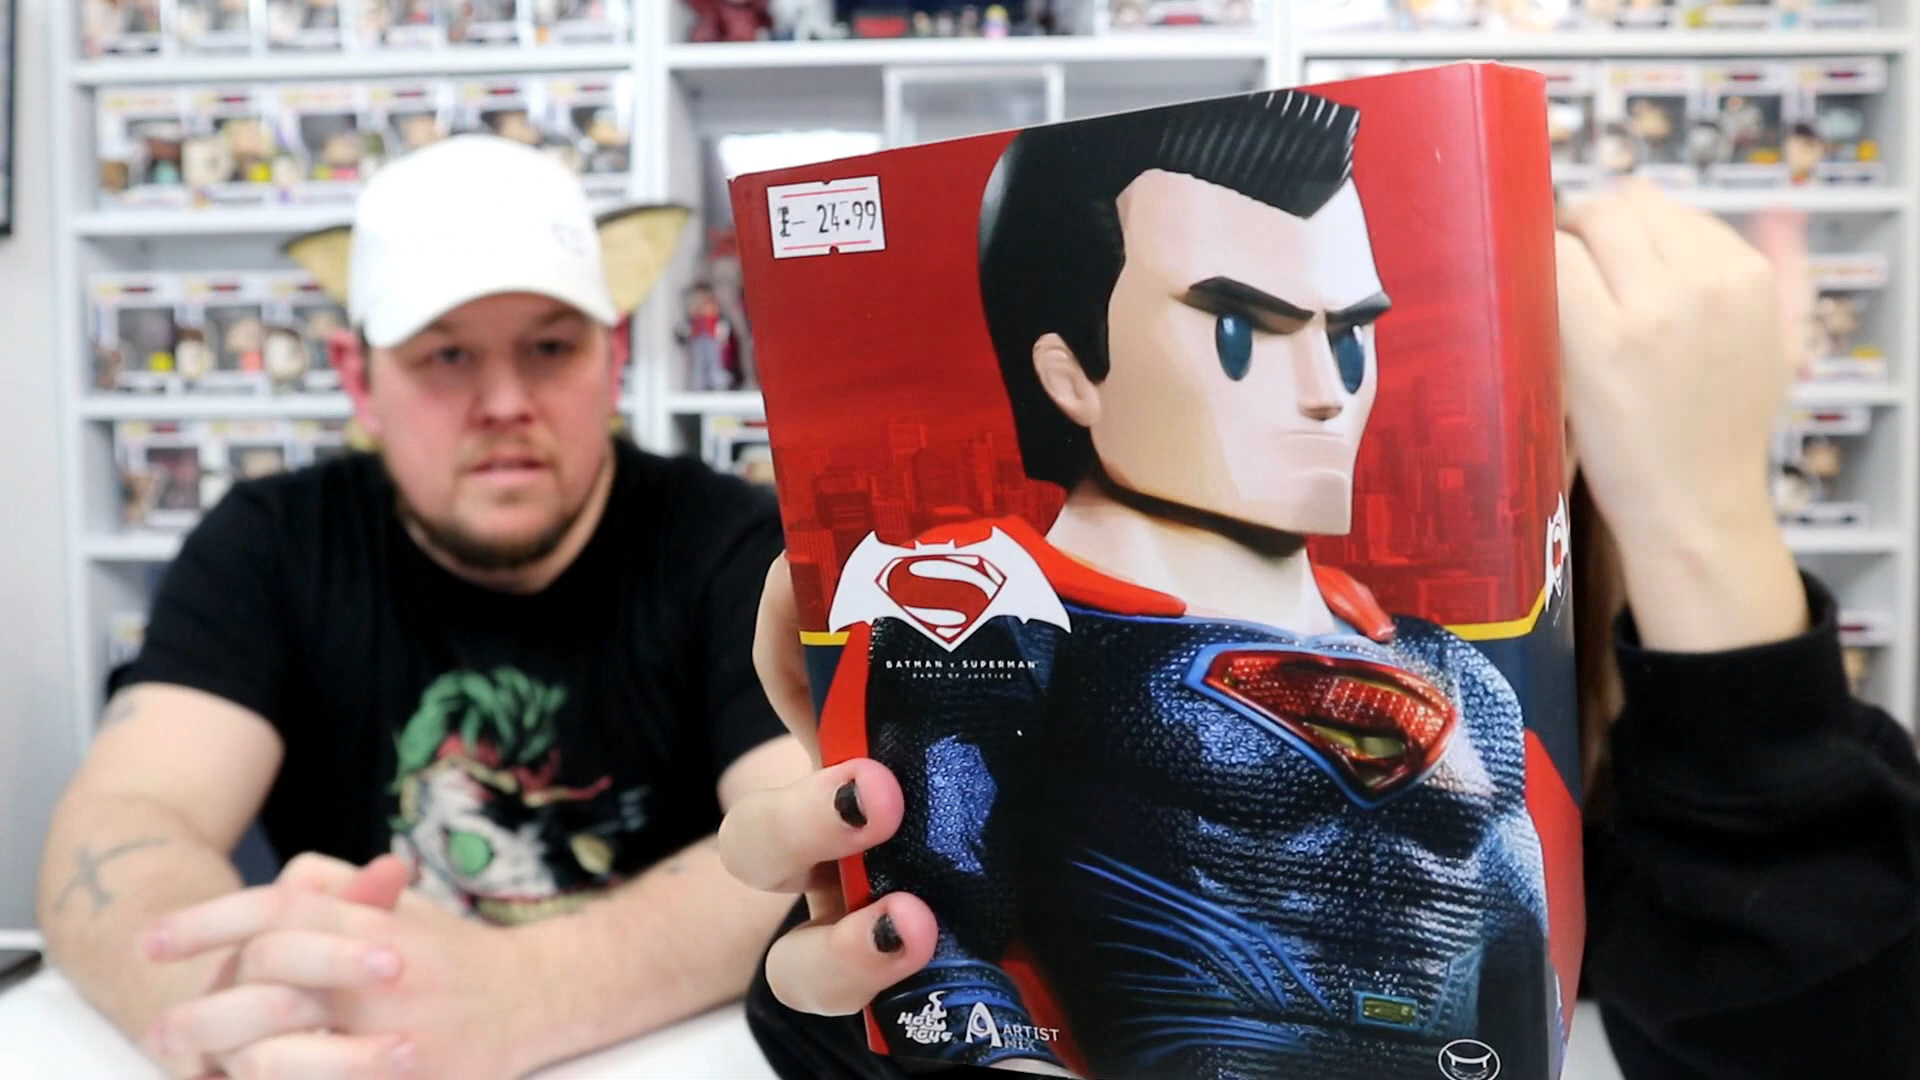 £- 24.99
BATMAN v SUPERMAN
DAWN OF JUSTICE
Hot
Toys
ARTIST
MIX